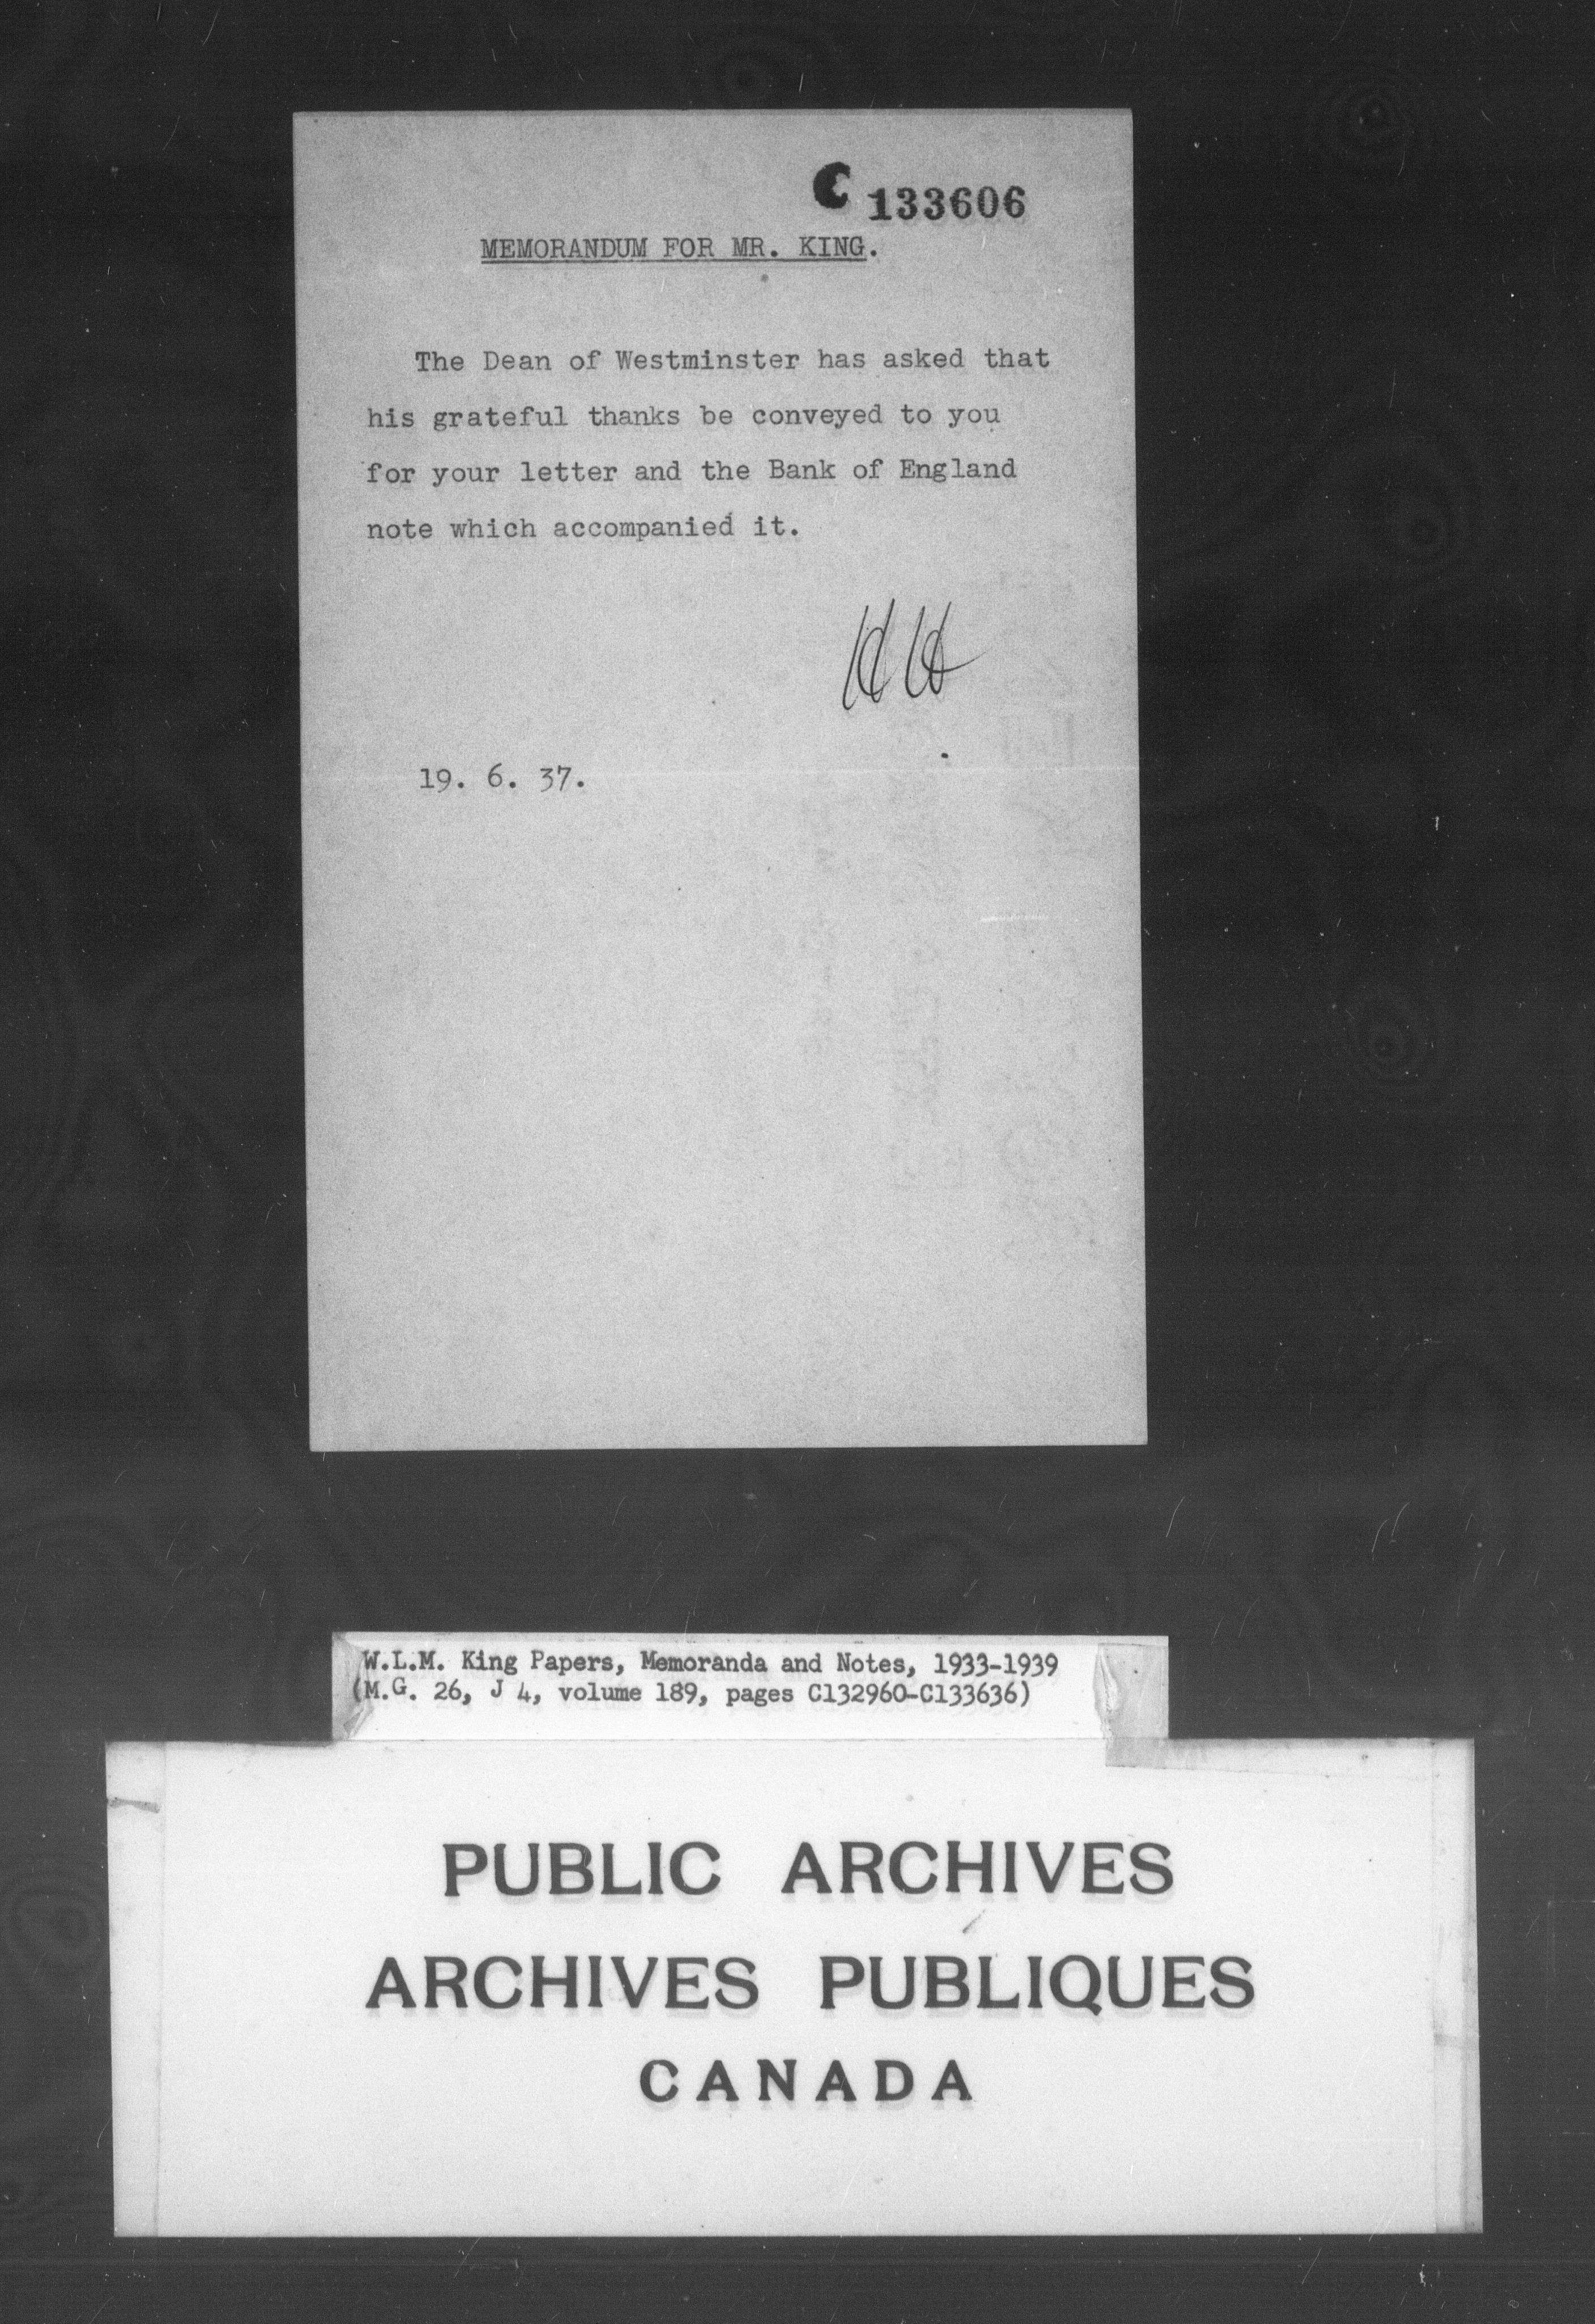 C 133606
MEMORANDUM FOR MR. KING.
The Dean of Westminster has asked that
his grateful thanks be conveyed to you
for your letter and the Bank of England
note which accompanied it.
19. 6. 37.
W.L.M. King Papers, Memoranda and Notes, 1933-1939
(M.G. 26, J 4, volume 189, pages C132960-C133636)
PUBLIC ARCHIVES
ARCHIVES PUBLIQUES
CANADA